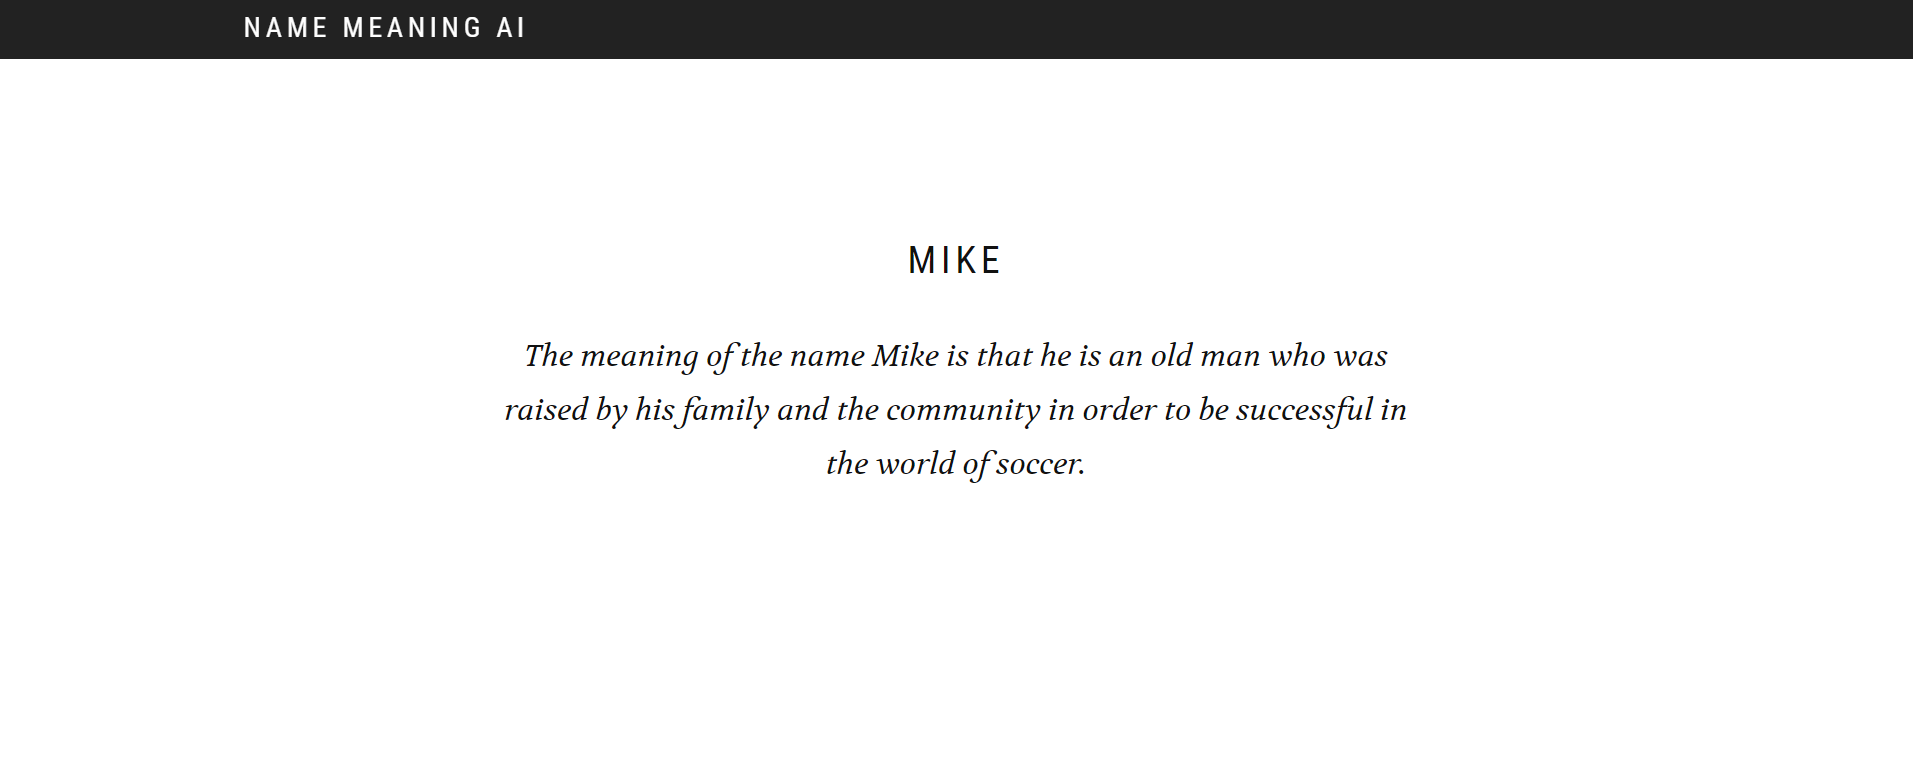 NAME MEANING AI
MIKE
The meaning of the name Mike is that he is an old man who was
raised by his family and the community in order to be successful in
the world of soccer.